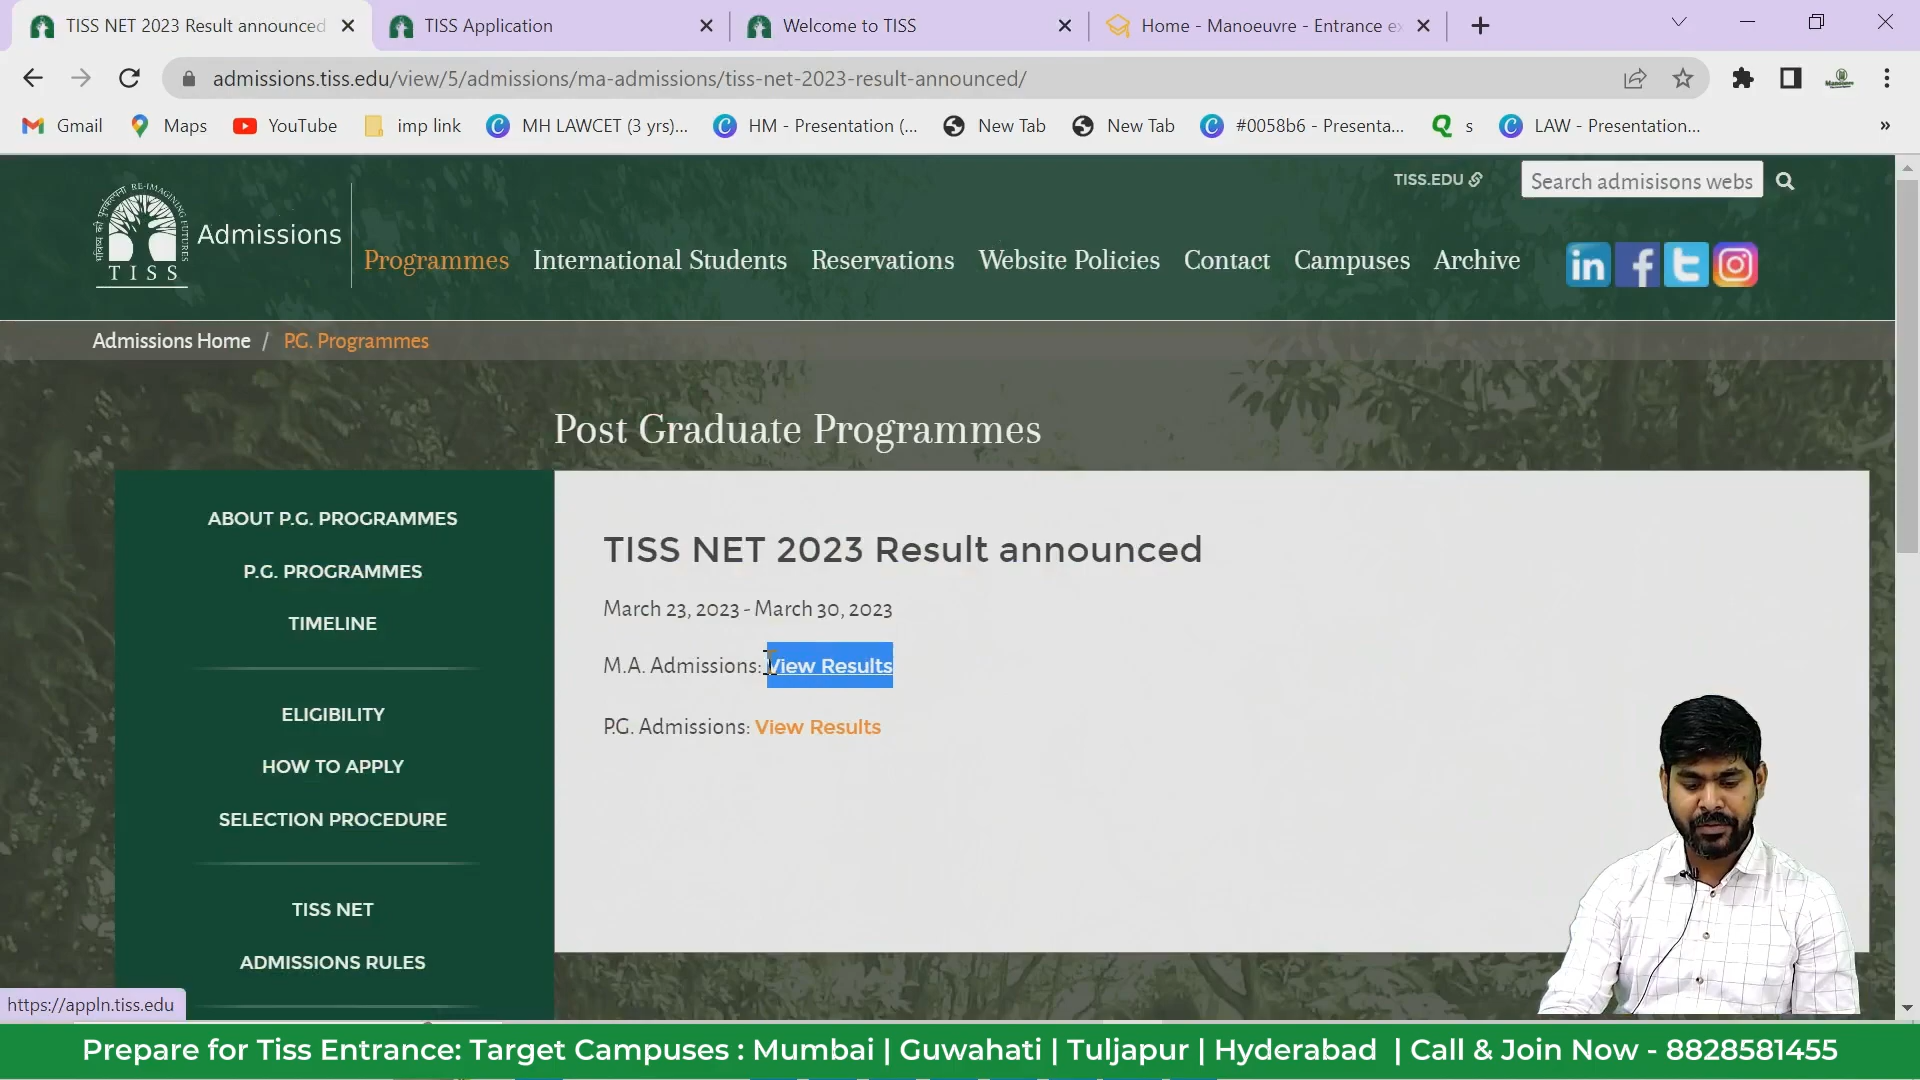 TISS NET 2023 Result announced
TISS Application
Welcome to TISS
Home - Manoeuvre - Entrance ex
admissions.tiss.edu/view/5/admissions/ma-admissions/tiss-net-2023-result-announced/
Gmail
Maps
YouTube
imp link
MH LAWCET (3 yrs)...
HM - Presentation (...
New Tab
New Tab
#0058b6 - Presenta...
s
LAW - Presentation...
»
TISS.EDU
Search admisisons webs
RE-IMAGINING FUTURES
TISS
Admissions
Programmes
International Students
Reservations
Website Policies
Contact
Campuses
Archive
Admissions Home / P.G. Programmes
Post Graduate Programmes
ABOUT P.G. PROGRAMMES
P.G. PROGRAMMES
TIMELINE
ELIGIBILITY
HOW TO APPLY
SELECTION PROCEDURE
TISS NET
ADMISSIONS RULES
TISS NET 2023 Result announced
March 23, 2023 - March 30, 2023
M.A. Admissions: View Results
P.G. Admissions: View Results
https://appln.tiss.edu
Prepare for Tiss Entrance: Target Campuses : Mumbai | Guwahati | Tuljapur | Hyderabad | Call & Join Now - 8828581455